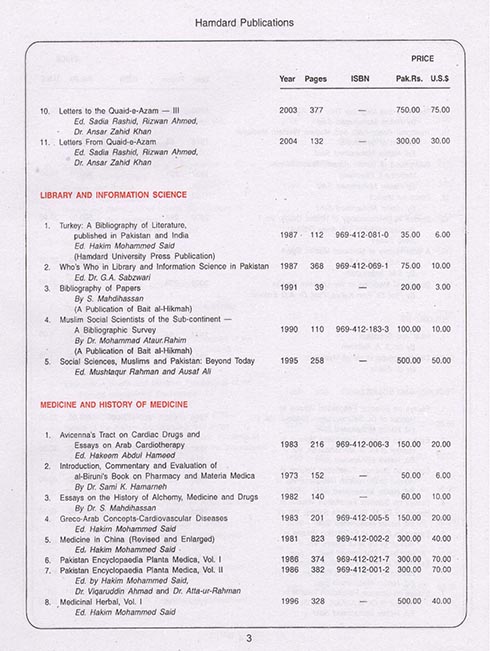 Hamdard Publications
PRICE
Year Pages ISBN Pak.Rs. U.S.$
10. Letters to the Quaid-e-Azam — III 2003 377 — 750.00 75.00
Ed. Sadia Rashid, Rizwan Ahmed,
Dr. Ansar Zahid Khan
11. Letters From Quaid-e-Azam 2004 132 — 300.00 30.00
Ed. Sadia Rashid, Rizwan Ahmed,
Dr. Ansar Zahid Khan
LIBRARY AND INFORMATION SCIENCE
1. Turkey: A Bibliography of Literature,
published in Pakistan and India 1987 112 969-412-081-0 35.00 6.00
Ed. Hakim Mohammed Said
(Hamdard University Press Publication)
2. Who's Who in Library and Information Science in Pakistan 1987 368 969-412-069-1 75.00 10.00
Ed. Dr. G.A. Sabzwari
3. Bibliography of Papers 1991 39 — 20.00 3.00
By S. Mahdihassan
(A Publication of Bait al-Hikmah)
4. Muslim Social Scientists of the Sub-continent —
A Bibliographic Survey 1990 110 969-412-183-3 100.00 10.00
By Dr. Mohammad Ataur.Rahim
(A Publication of Bait al-Hikmah)
5. Social Sciences, Muslims and Pakistan: Beyond Today 1995 258 — 500.00 50.00
Ed. Mushtaqur Rahman and Ausaf Ali
MEDICINE AND HISTORY OF MEDICINE
1. Avicenna's Tract on Cardiac Drugs and
Essays on Arab Cardiotherapy 1983 216 969-412-006-3 150.00 20.00
Ed. Hakeem Abdul Hameed
2. Introduction, Commentary and Evaluation of
al-Biruni's Book on Pharmacy and Materia Medica 1973 152 — 50.00 6.00
By Dr. Sami K. Hamarneh
3. Essays on the History of Alchemy, Medicine and Drugs 1982 140 — 60.00 10.00
By Dr. S. Mahdihassan
4. Greco-Arab Concepts-Cardiovascular Diseases 1983 201 969-412-005-5 150.00 20.00
Ed. Hakim Mohammed Said
5. Medicine in China (Revised and Enlarged) 1981 823 969-412-002-2 300.00 40.00
Ed. Hakim Mohammed Said
6. Pakistan Encyclopaedia Planta Medica, Vol. I 1986 374 969-412-021-7 300.00 70.00
7. Pakistan Encyclopaedia Planta Medica, Vol. II 1986 382 969-412-001-2 300.00 70.00
Ed. by Hakim Mohammed Said,
Dr. Viqaruddin Ahmad and Dr. Atta-ur-Rahman
8. Medicinal Herbal, Vol. I 1996 328 — 500.00 40.00
Ed. Hakim Mohammed Said
3